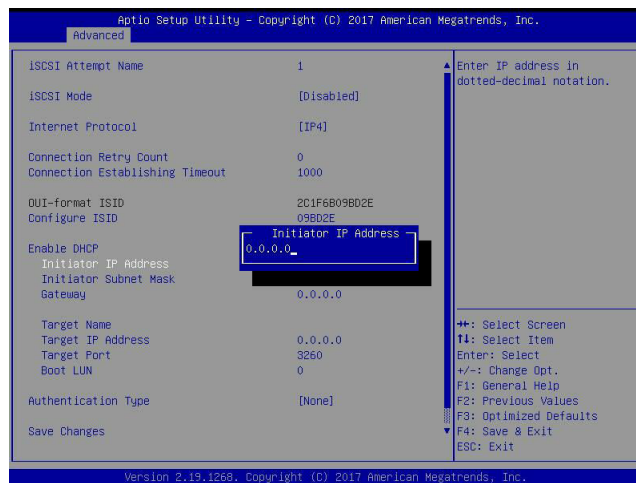 Aptio Setup Utility – Copyright (C) 2017 American Megatrends, Inc.
Advanced
iSCSI Attempt Name 1
iSCSI Mode [Disabled]
Internet Protocol [IP4]
Connection Retry Count 0
Connection Establishing Timeout 1000
OUI-format ISID 2C1F6B09BD2E
Configure ISID 09BD2E
Enable DHCP
Initiator IP Address
Initiator Subnet Mask
Gateway 0.0.0.0
Target Name
Target IP Address 0.0.0.0
Target Port 3260
Boot LUN 0
Authentication Type [None]
Save Changes
Initiator IP Address
0.0.0.0_
Enter IP address in
dotted-decimal notation.
→←: Select Screen
↑↓: Select Item
Enter: Select
+/-: Change Opt.
F1: General Help
F2: Previous Values
F3: Optimized Defaults
F4: Save & Exit
ESC: Exit
Version 2.19.1268. Copyright (C) 2017 American Megatrends, Inc.